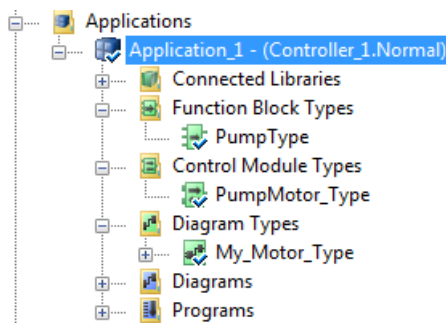 Applications
Application_1 - (Controller_1.Normal)
Connected Libraries
Function Block Types
PumpType
Control Module Types
PumpMotor_Type
Diagram Types
My_Motor_Type
Diagrams
Programs